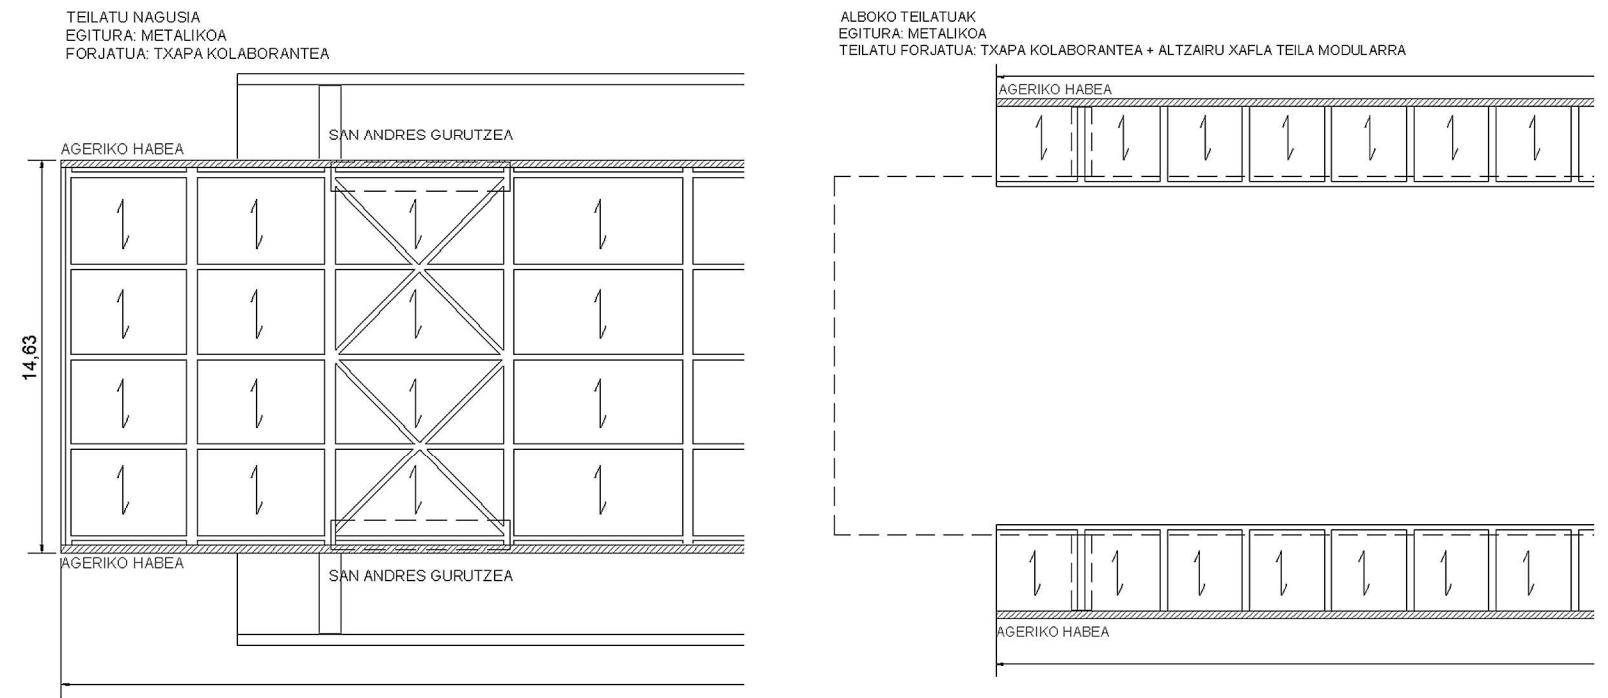 TEILATU NAGUSIA
EGITURA: METALIKOA
FORJATUA: TXAPA KOLABORANTEA
SAN ANDRES GURUTZEA
AGERIKO HABEA
14,63
AGERIKO HABEA
SAN ANDRES GURUTZEA
ALBOKO TEILATUAK
EGITURA: METALIKOA
TEILATU FORJATUA: TXAPA KOLABORANTEA + ALTZAIRU XAFLA TEILA MODULARRA
AGERIKO HABEA
AGERIKO HABEA